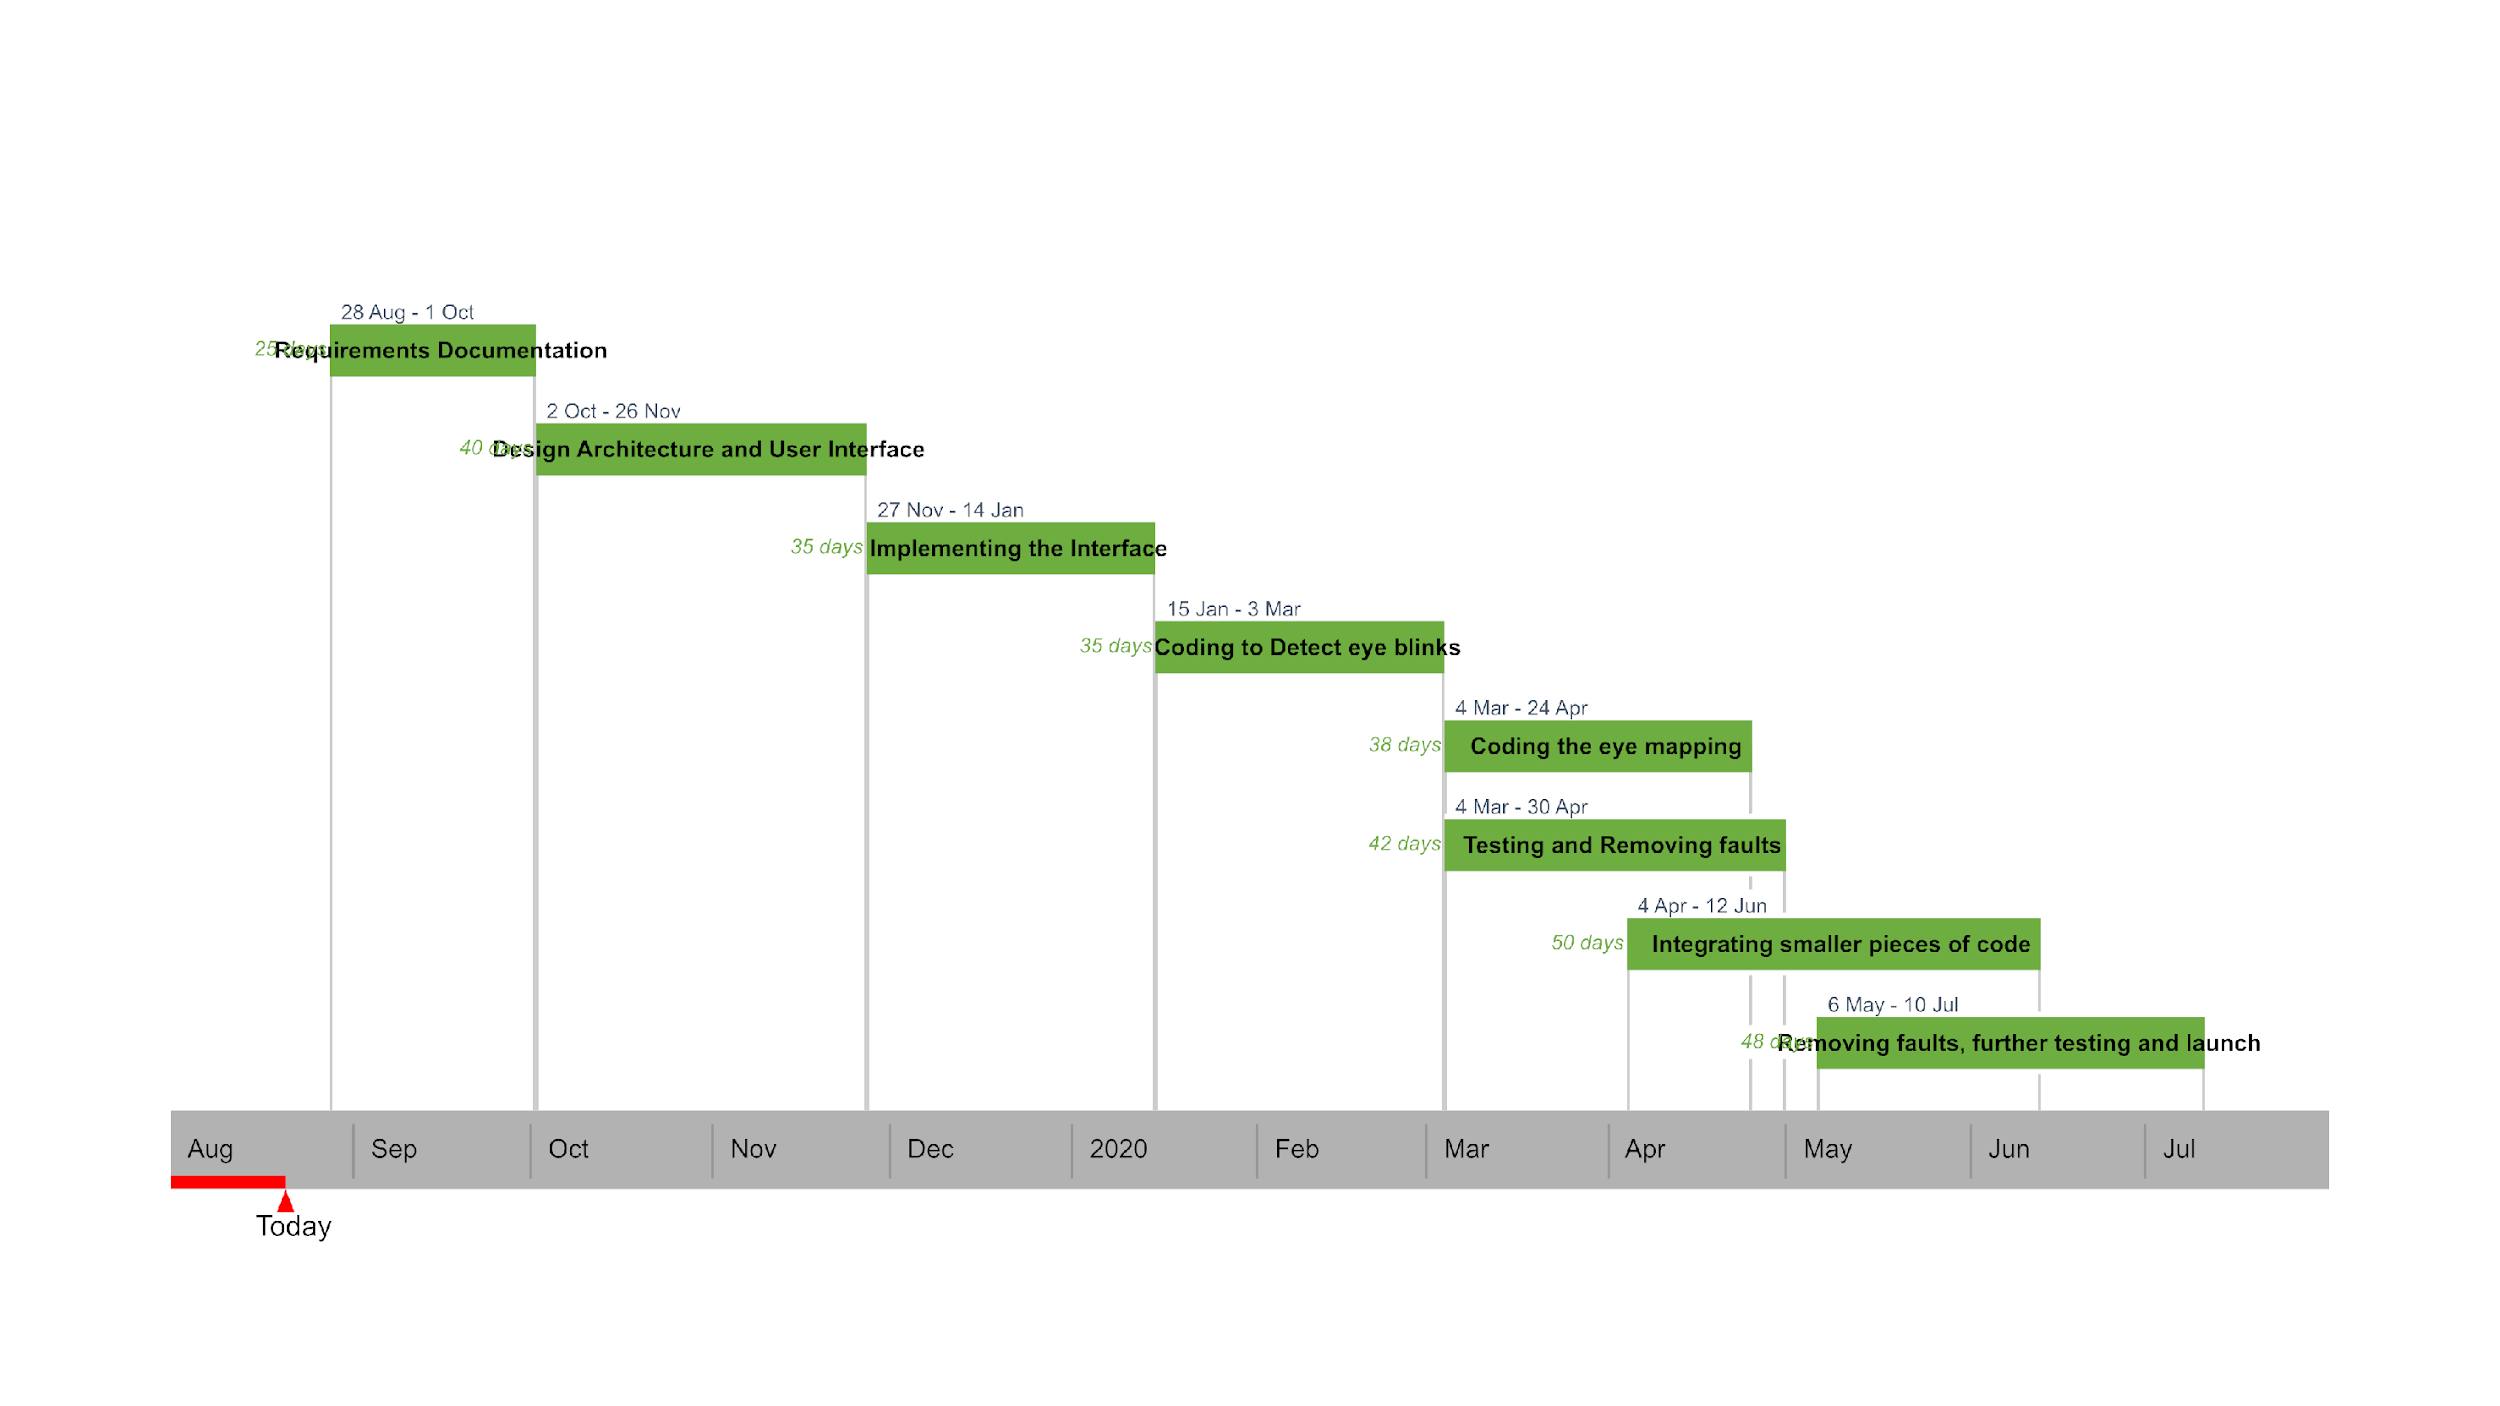 28 Aug - 1 Oct
25 days Requirements Documentation
2 Oct - 26 Nov
40 days Design Architecture and User Interface
27 Nov - 14 Jan
35 days Implementing the Interface
15 Jan - 3 Mar
35 days Coding to Detect eye blinks
4 Mar - 24 Apr
38 days Coding the eye mapping
4 Mar - 30 Apr
42 days Testing and Removing faults
4 Apr - 12 Jun
50 days Integrating smaller pieces of code
6 May - 10 Jul
48 days Removing faults, further testing and launch
Aug Sep Oct Nov Dec 2020 Feb Mar Apr May Jun Jul
Today